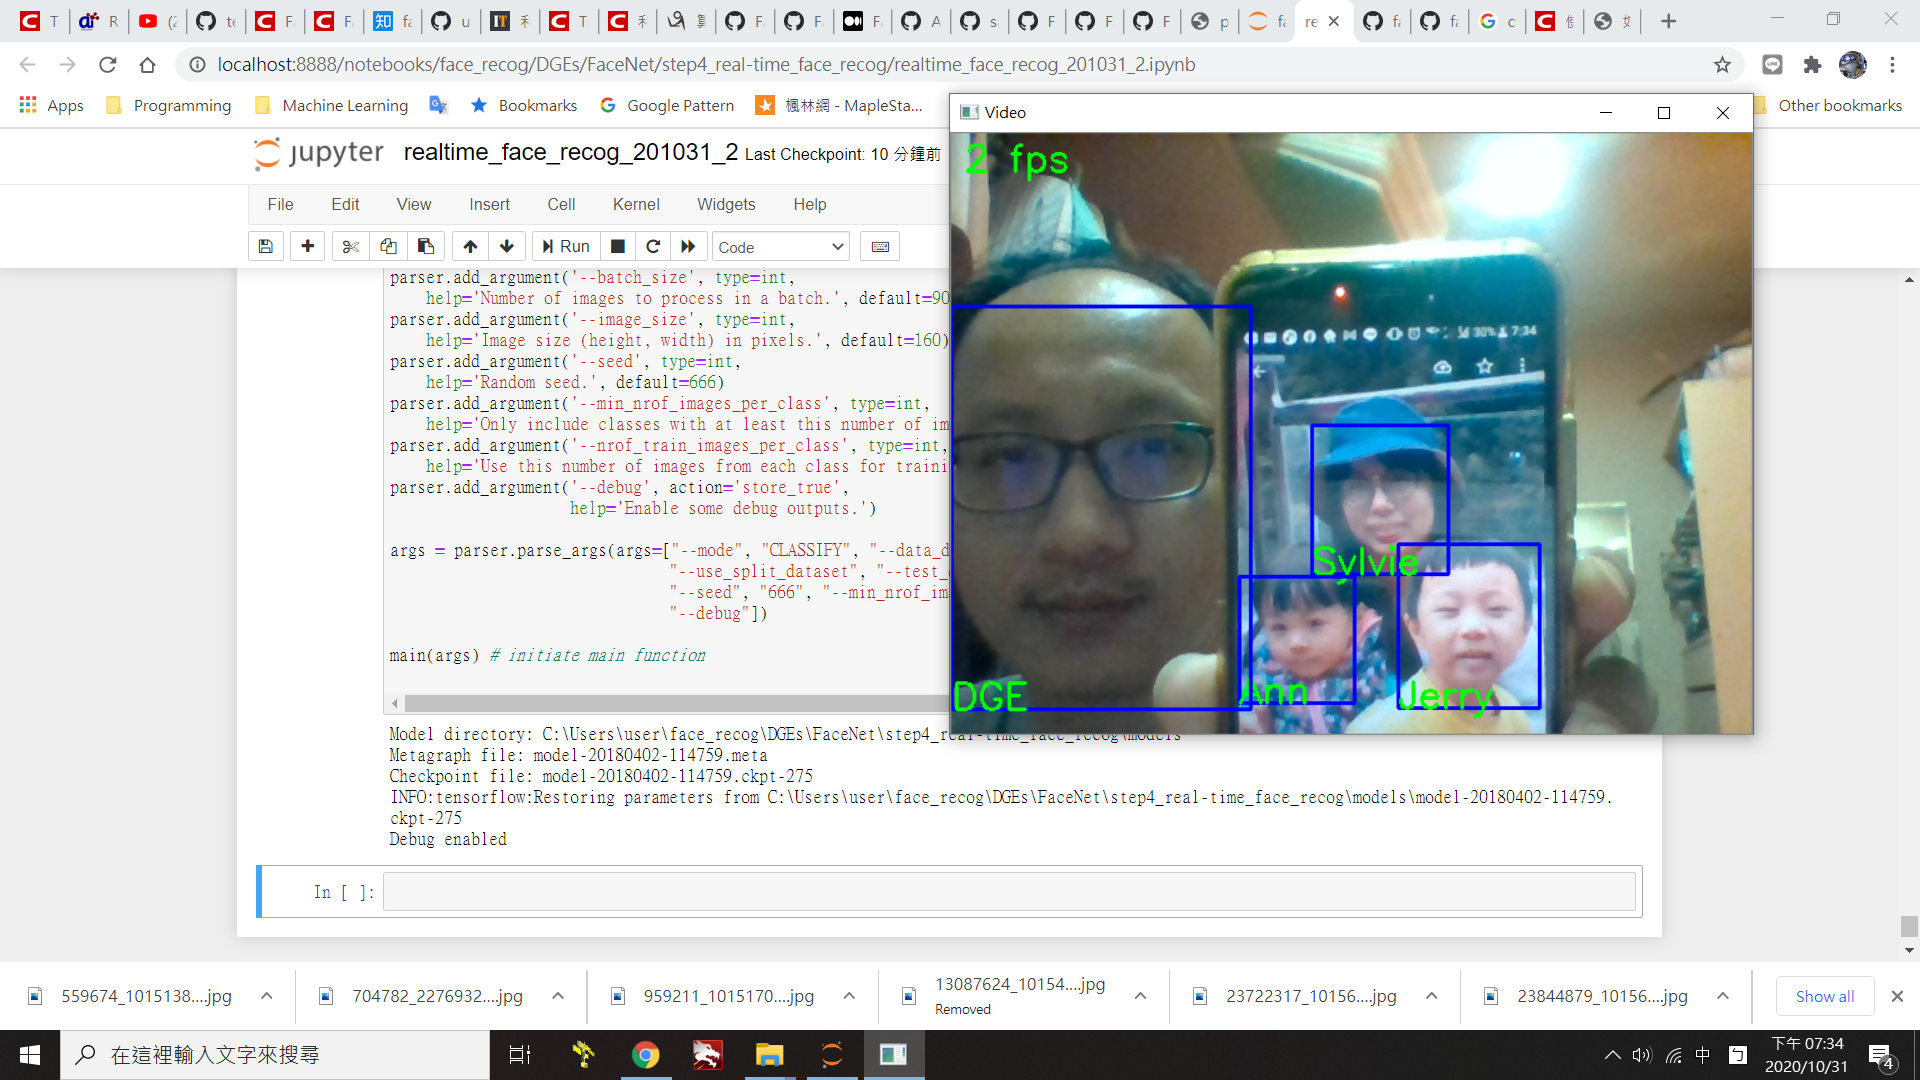 localhost:8888/notebooks/face_recog/DGEs/FaceNet/step4_real-time_face_recog/realtime_face_recog_201031_2.ipynb
Apps Programming Machine Learning Bookmarks Google Pattern 楓林網 - MapleSta... Other bookmarks
jupyter realtime_face_recog_201031_2 Last Checkpoint: 10 分鐘前
File Edit View Insert Cell Kernel Widgets Help
Run Code
parser.add_argument('--batch_size', type=int,
help='Number of images to process in a batch.', default=90
parser.add_argument('--image_size', type=int,
help='Image size (height, width) in pixels.', default=160)
parser.add_argument('--seed', type=int,
help='Random seed.', default=666)
parser.add_argument('--min_nrof_images_per_class', type=int,
help='Only include classes with at least this number of im
parser.add_argument('--nrof_train_images_per_class', type=int,
help='Use this number of images from each class for traini
parser.add_argument('--debug', action='store_true',
help='Enable some debug outputs.')
args = parser.parse_args(args=["--mode", "CLASSIFY", "--data_d
"--use_split_dataset", "--test_
"--seed", "666", "--min_nrof_im
"--debug"])
main(args) # initiate main function
Model directory: C:\Users\user\face_recog\DGEs\FaceNet\step4_real-time_face_recog\models
Metagraph file: model-20180402-114759.meta
Checkpoint file: model-20180402-114759.ckpt-275
INFO:tensorflow:Restoring parameters from C:\Users\user\face_recog\DGEs\FaceNet\step4_real-time_face_recog\models\model-20180402-114759.
ckpt-275
Debug enabled
In [ ]:
Video
2 fps
30% 7:34
Sylvie
DGE
Ann
Jerry
559674_1015138....jpg
704782_2276932....jpg
959211_1015170....jpg
13087624_10154....jpg
Removed
23722317_10156....jpg
23844879_10156....jpg
Show all
在這裡輸入文字來搜尋
中
下午 07:34
2020/10/31
4